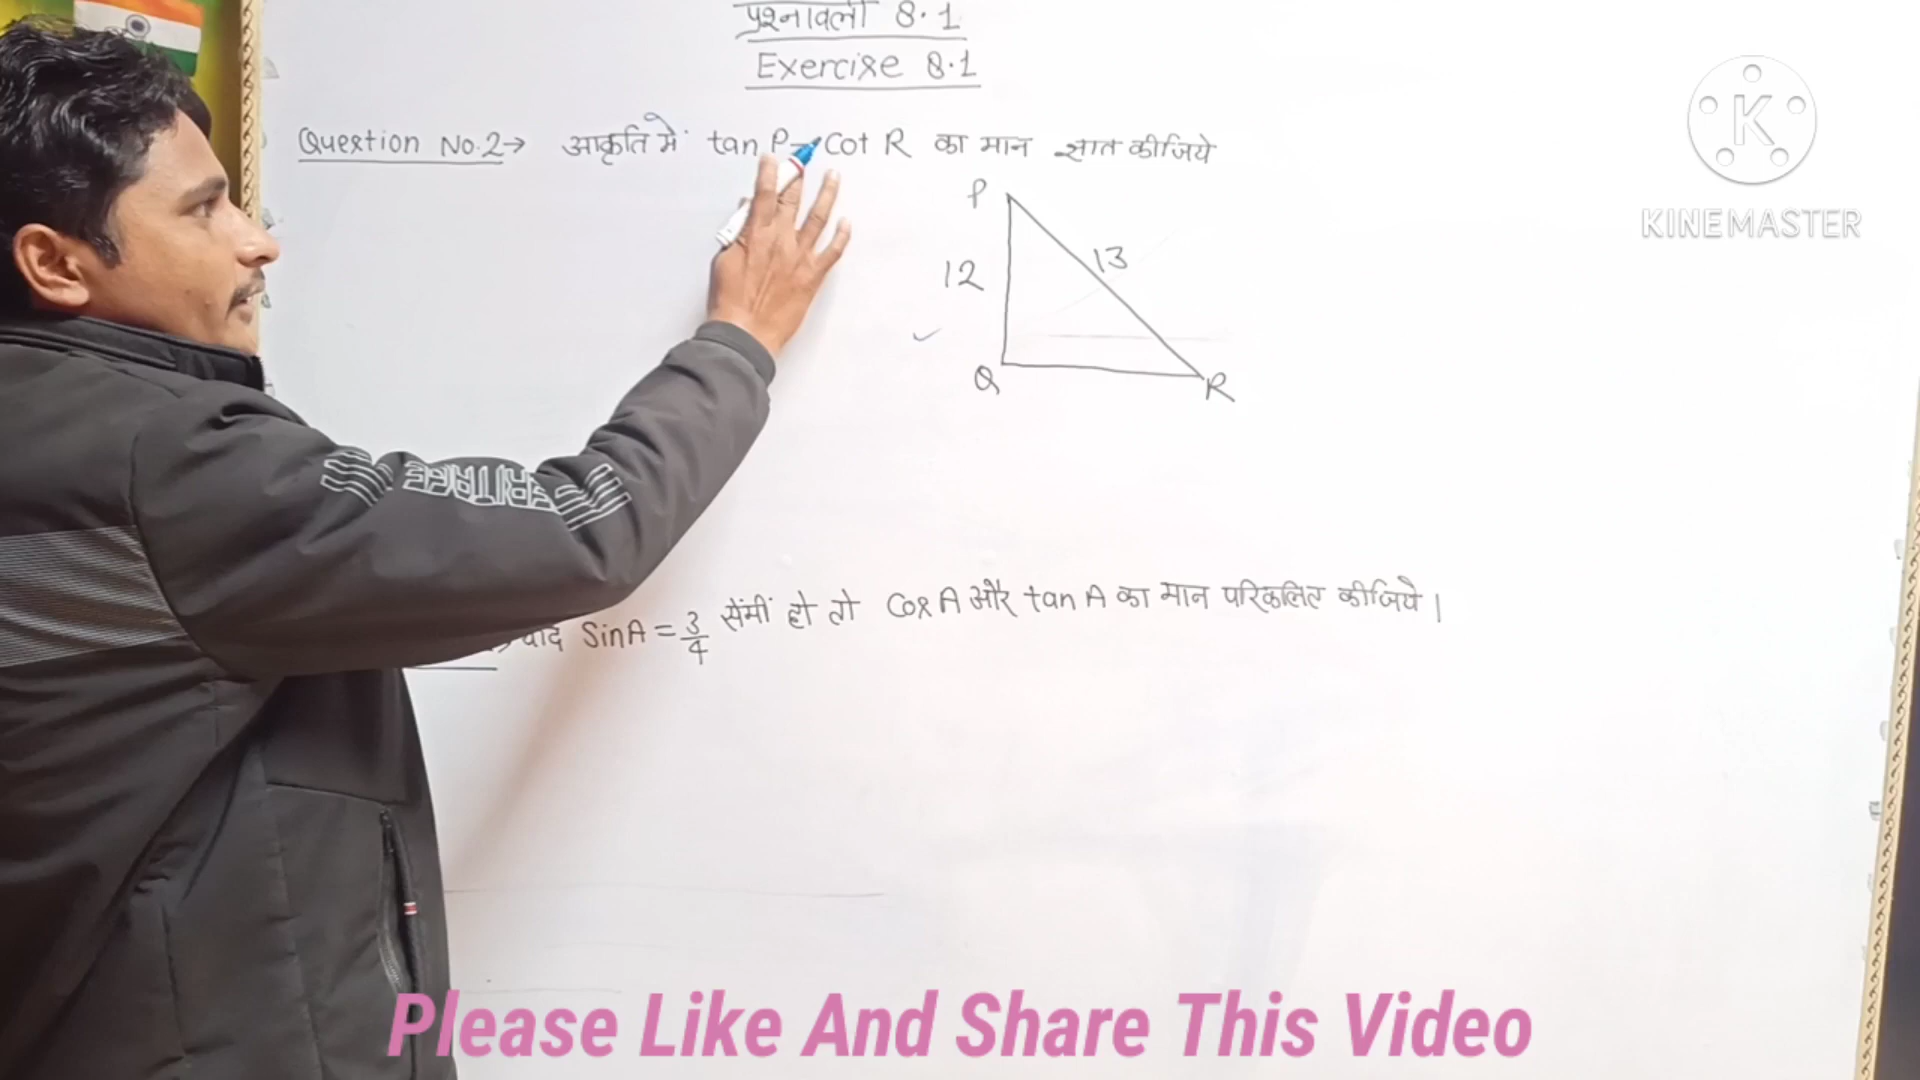 प्रश्नावली 8.1
Exercise 8.1
Question No.2→ आकृति में tan P - Cot R का मान ज्ञात कीजिये
P
12
13
Q
R
यदि SinA = 3/4 सेंमीं हो तो CosA और tan A का मान परिकलित कीजिये।
K
KINEMASTER
ERITAGE
Please Like And Share This Video